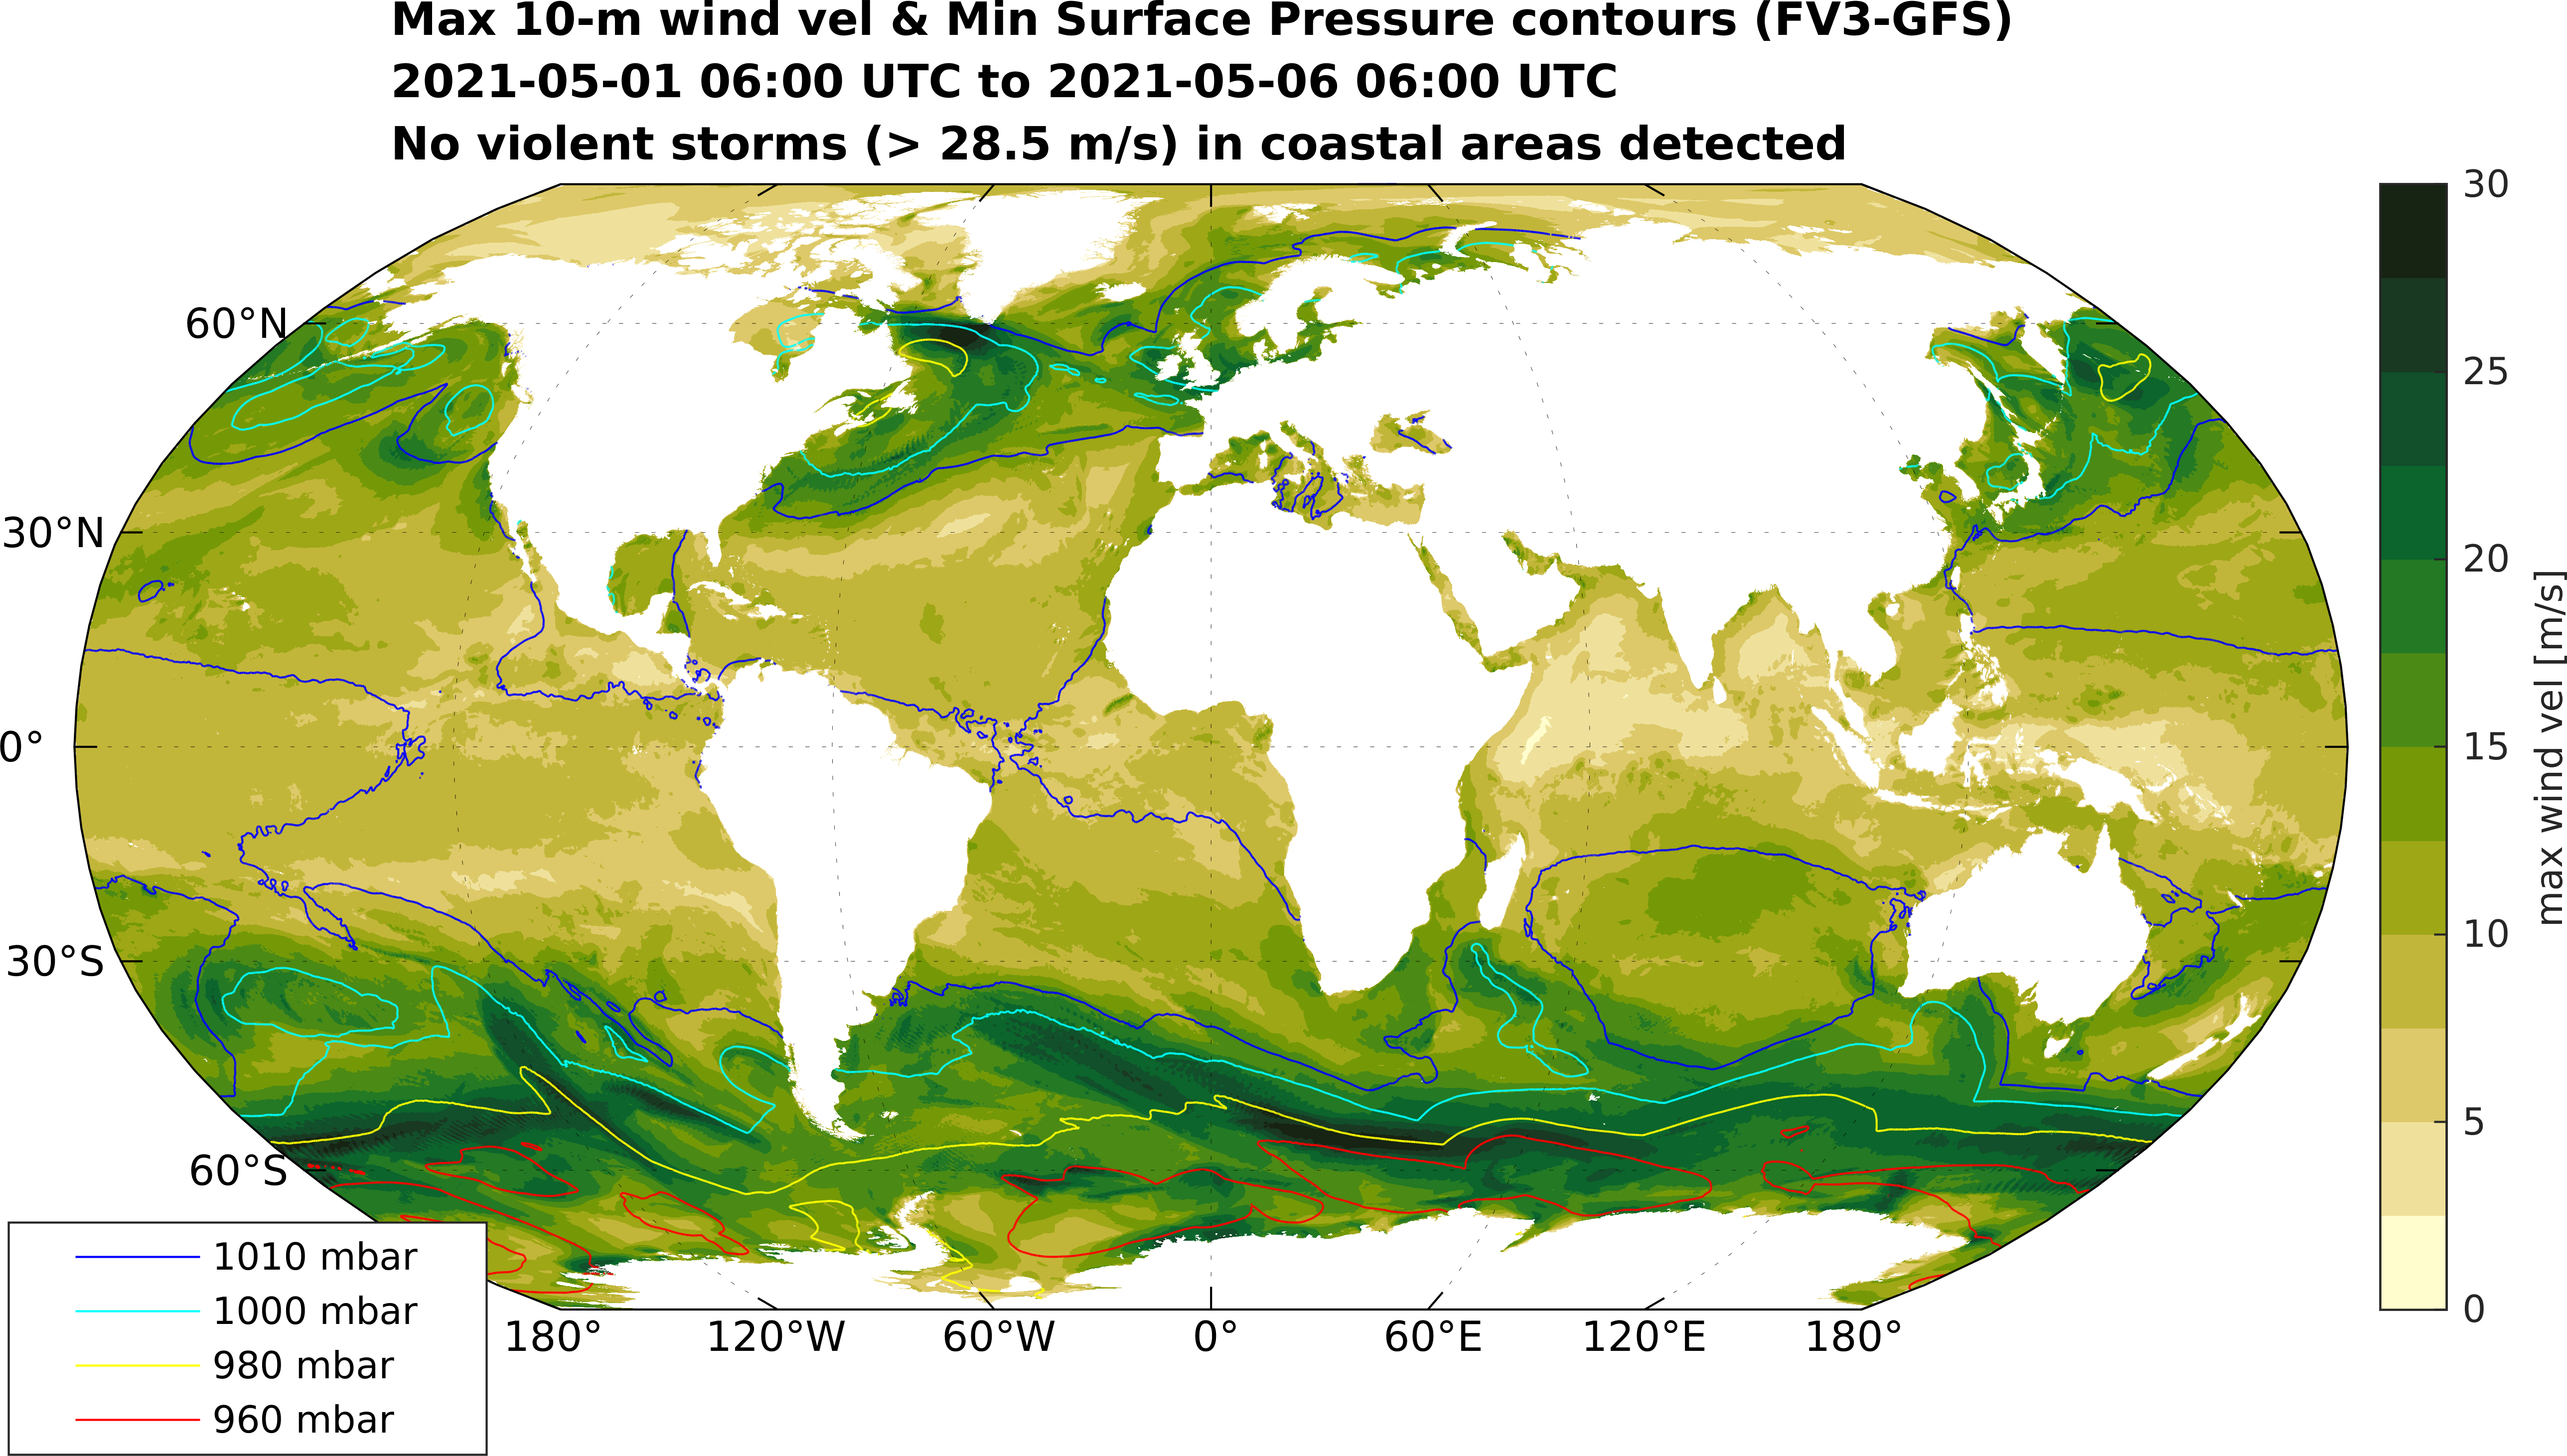 Max 10-m wind vel & Min Surface Pressure contours (FV3-GFS)
2021-05-01 06:00 UTC to 2021-05-06 06:00 UTC
No violent storms (> 28.5 m/s) in coastal areas detected
60°N
30°N
0°
30°S
60°S
180°
120°W
60°W
0°
60°E
120°E
180°
1010 mbar
1000 mbar
980 mbar
960 mbar
30
25
20
15
10
5
0
max wind vel [m/s]